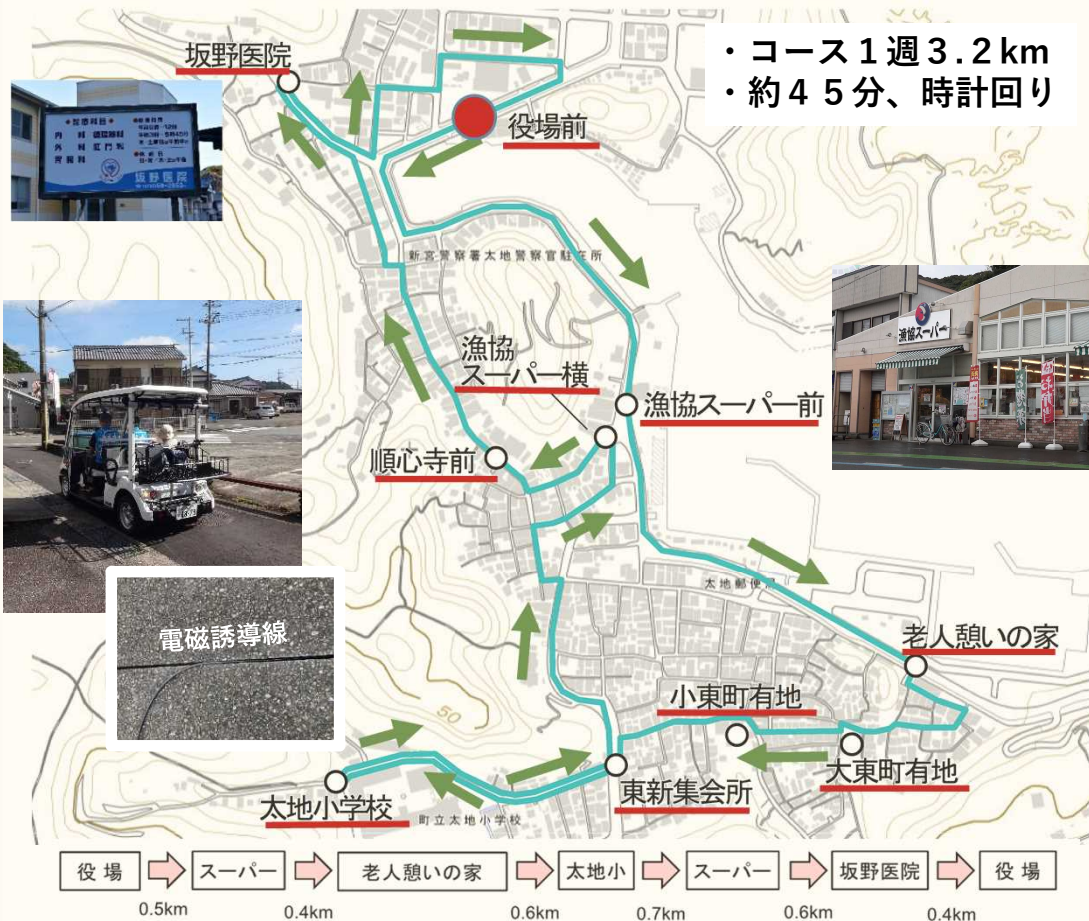 ・コース１週３.２km
・約４５分、時計回り
坂野医院
役場前
新宮警察署太地警察官駐在所
漁協
スーパー横
漁協スーパー前
漁協スーパー
順心寺前
坂野医院
電磁誘導線
太地郵便局
老人憩いの家
小東町有地
大東町有地
東新集会所
50
太地小学校
町立太地小学校
役 場
スーパー
老人憩いの家
太地小
スーパー
坂野医院
役 場
0.5km
0.4km
0.6km
0.7km
0.6km
0.4km